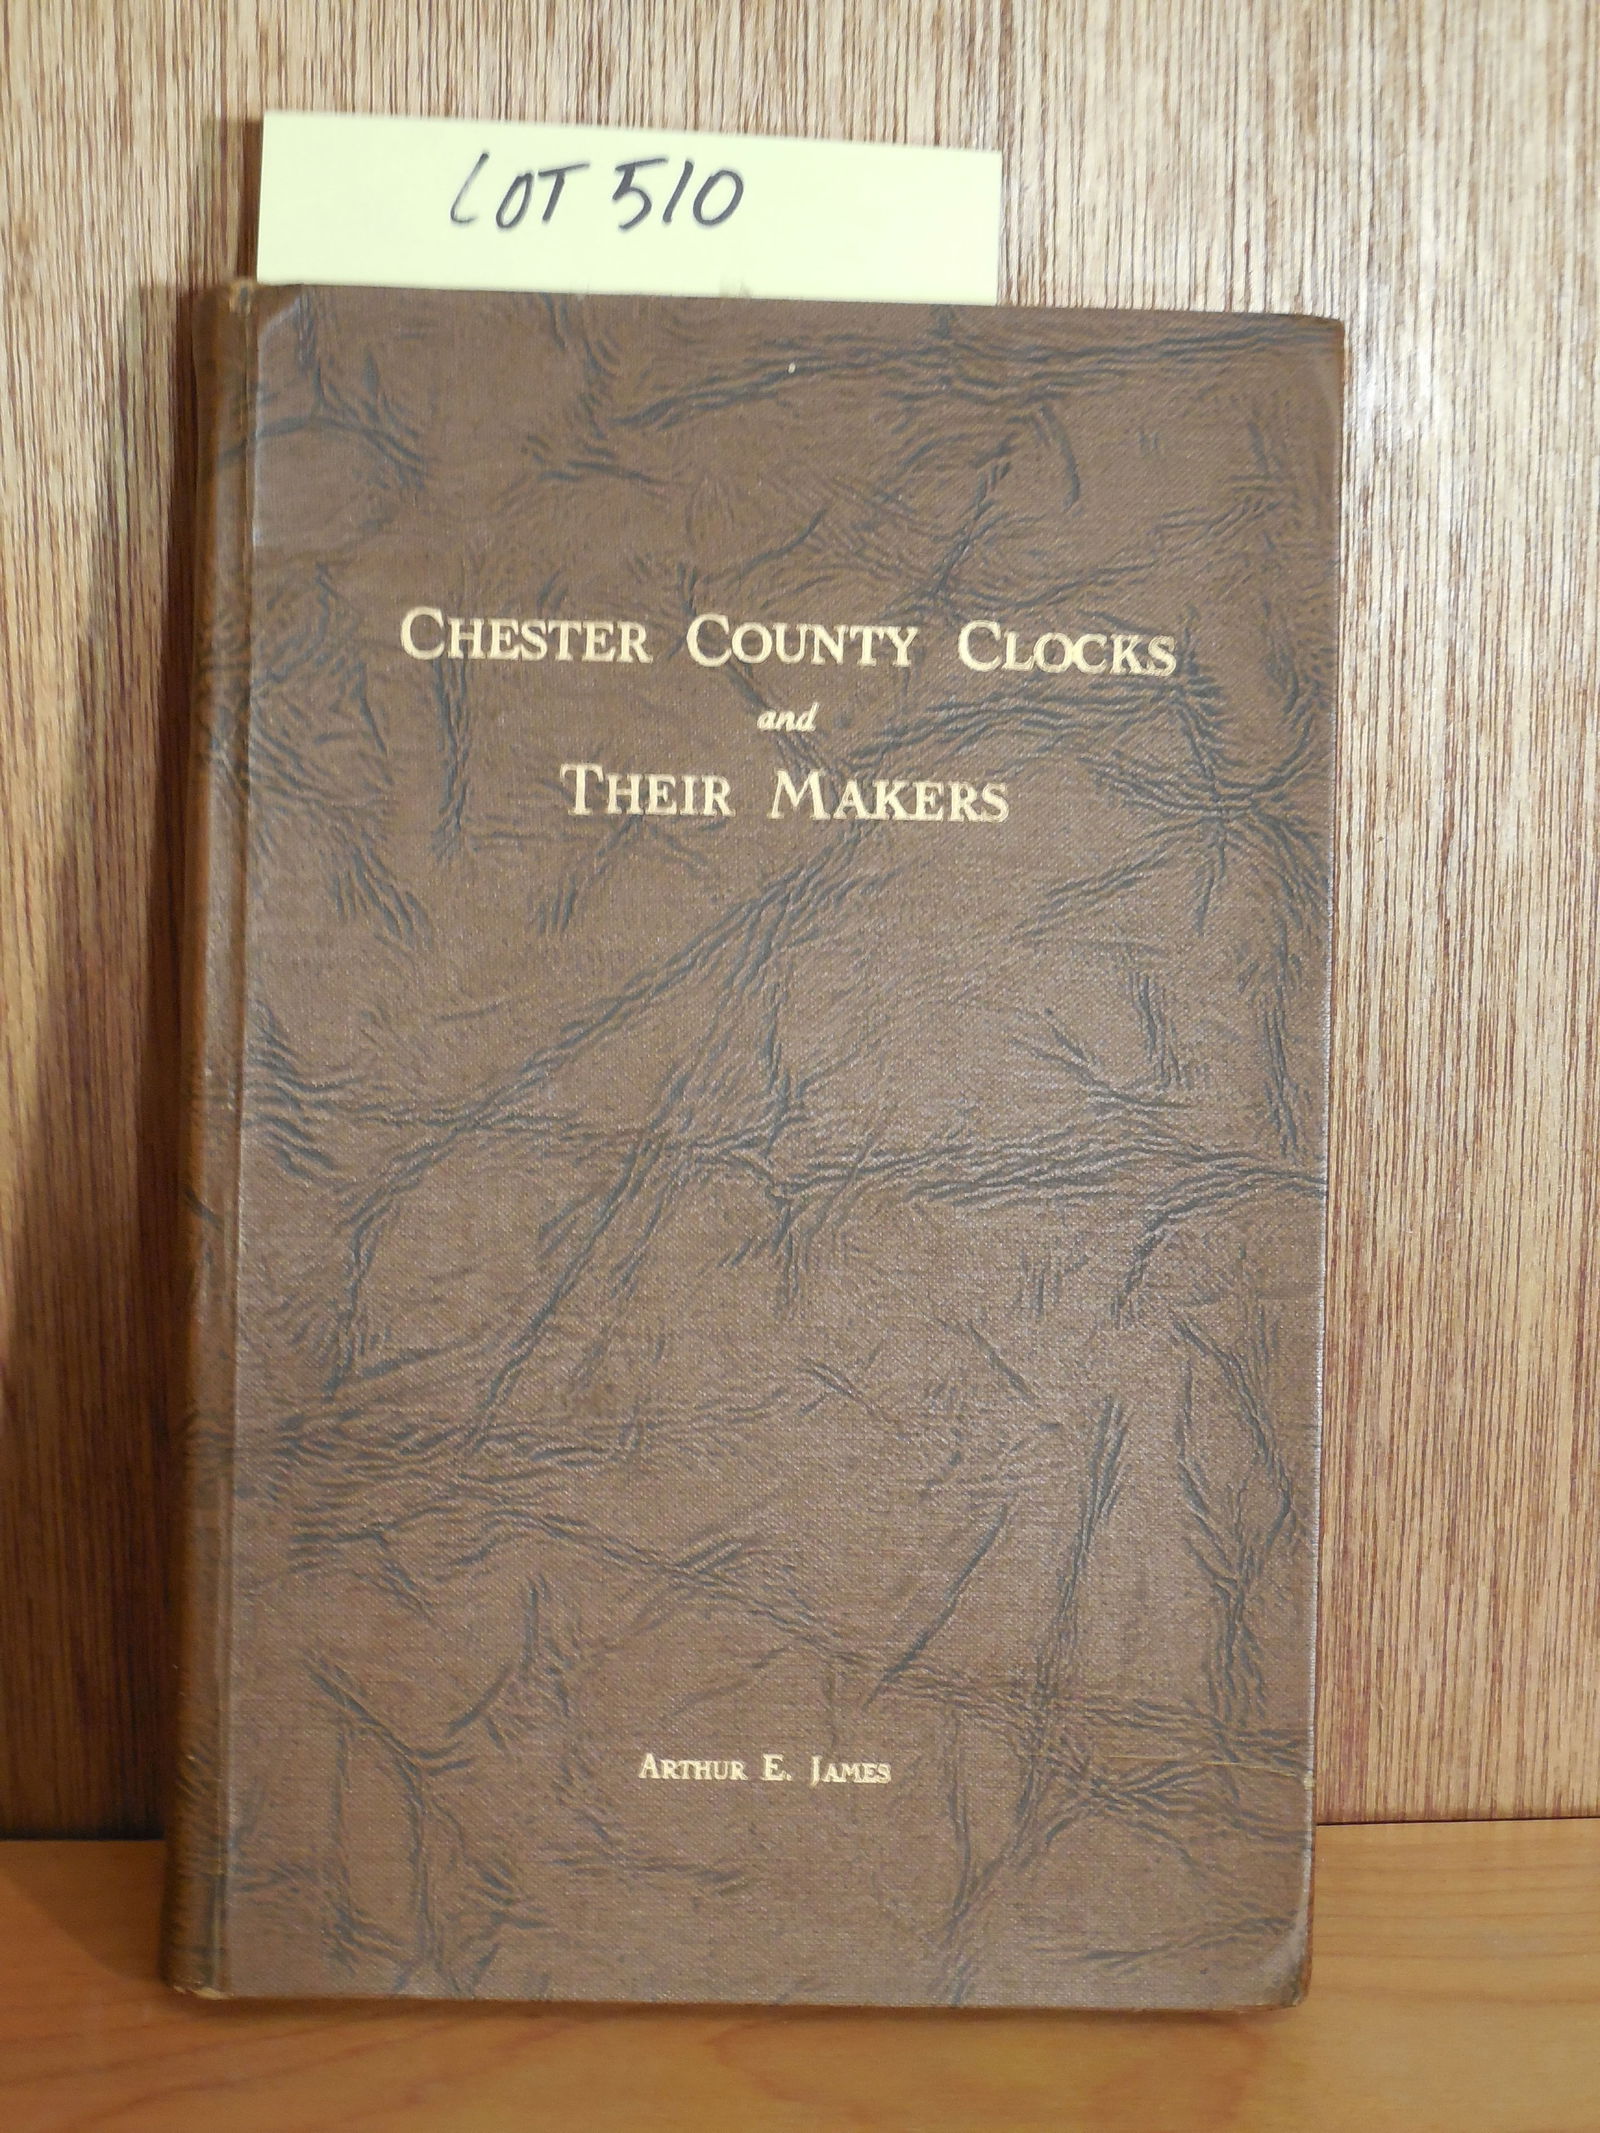 LOT 510
CHESTER COUNTY CLOCKS
and
THEIR MAKERS
ARTHUR E. JAMES